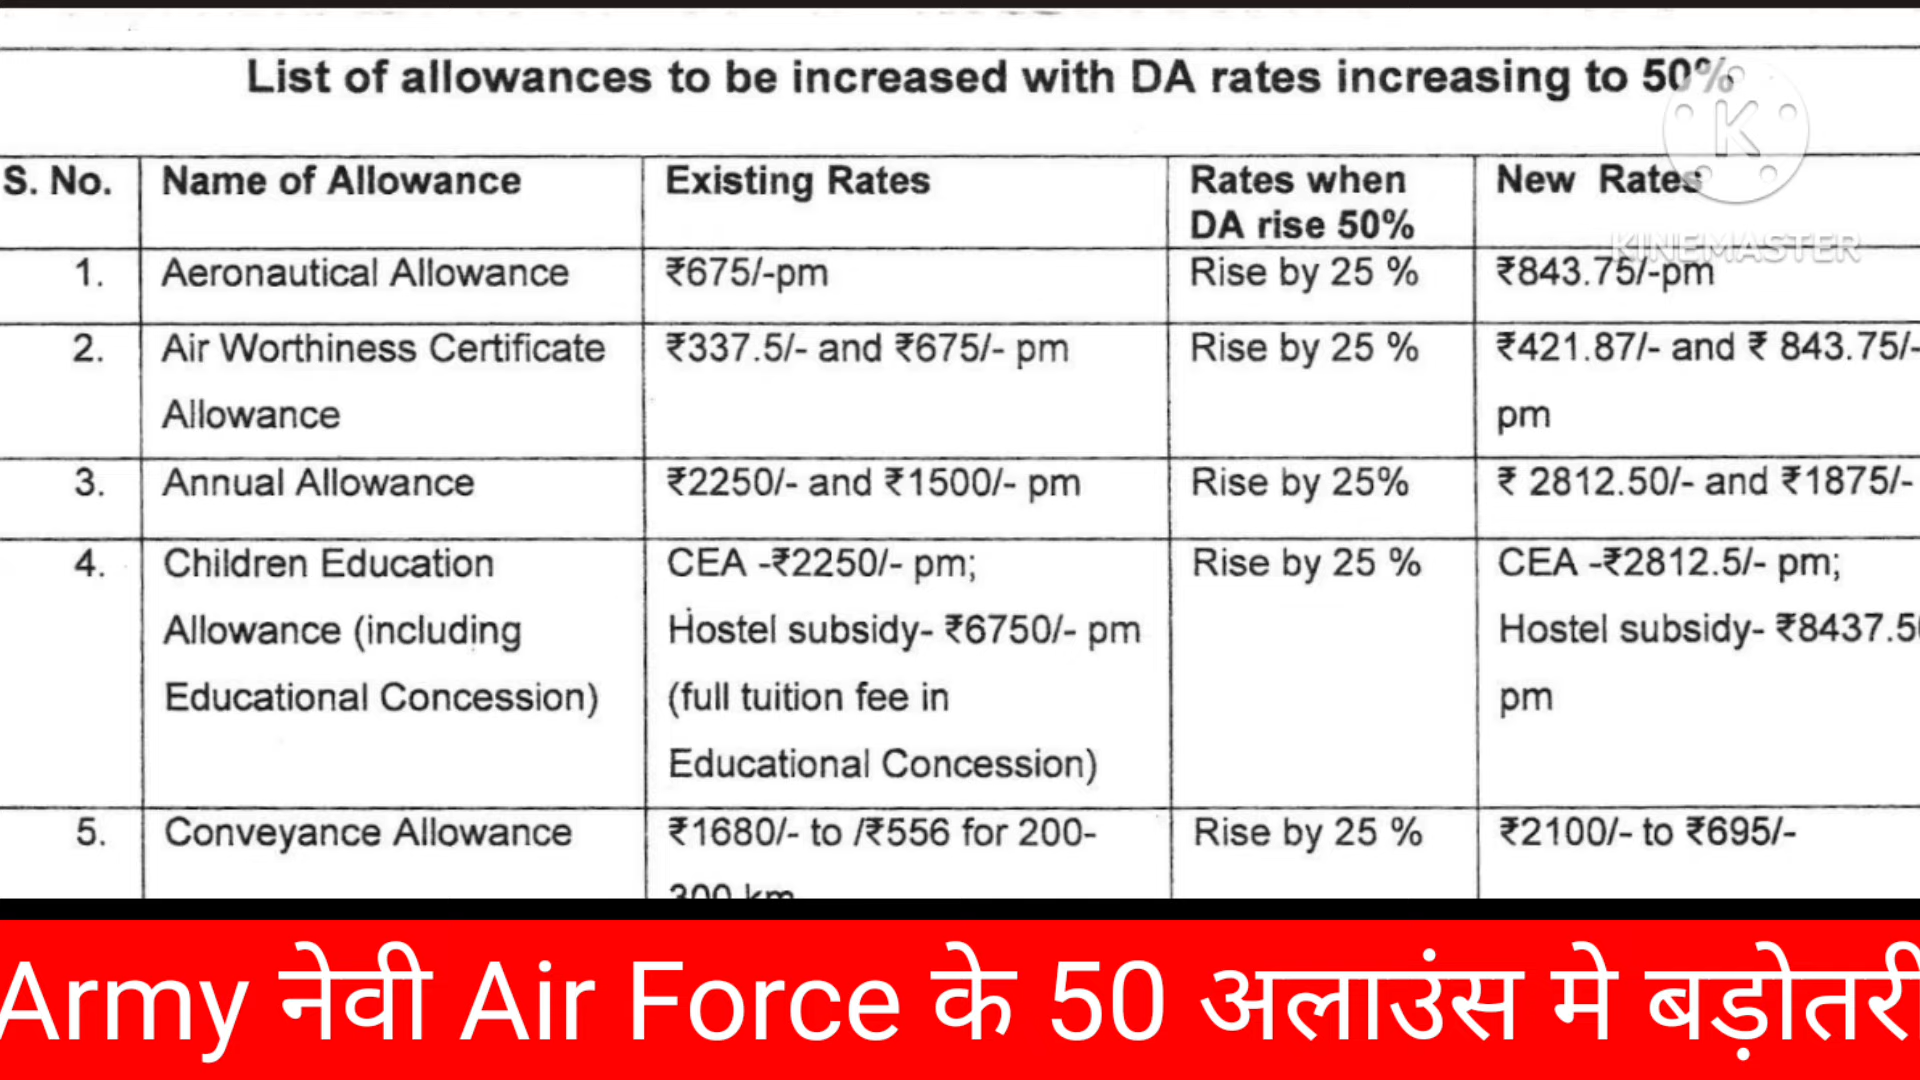 List of allowances to be increased with DA rates increasing to 50%
K
KINEMASTER
S. No. Name of Allowance Existing Rates Rates when DA rise 50% New Rates
1. Aeronautical Allowance ₹675/-pm Rise by 25 % ₹843.75/-pm
2. Air Worthiness Certificate Allowance ₹337.5/- and ₹675/- pm Rise by 25 % ₹421.87/- and ₹ 843.75/- pm
3. Annual Allowance ₹2250/- and ₹1500/- pm Rise by 25% ₹ 2812.50/- and ₹1875/-
4. Children Education Allowance (including Educational Concession) CEA -₹2250/- pm; Hostel subsidy- ₹6750/- pm (full tuition fee in Educational Concession) Rise by 25 % CEA -₹2812.5/- pm; Hostel subsidy- ₹8437.50 pm
5. Conveyance Allowance ₹1680/- to /₹556 for 200- 300 km Rise by 25 % ₹2100/- to ₹695/-
Army नेवी Air Force के 50 अलाउंस मे बड़ोतरी